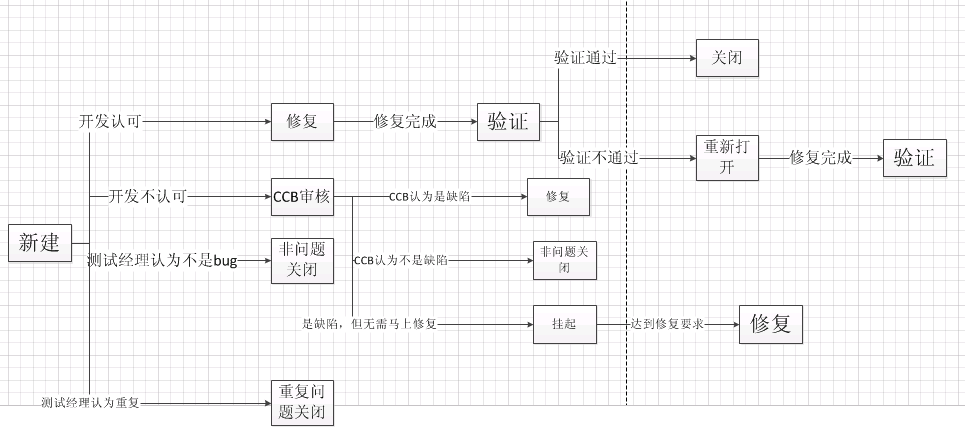 验证通过
关闭
开发认可
修复
修复完成
验证
验证不通过
重新打
开
修复完成
验证
开发不认可
CCB审核
CCB认为是缺陷
修复
新建
测试经理认为不是bug
非问题
关闭
CCB认为不是缺陷
非问题关
闭
是缺陷，但无需马上修复
挂起
达到修复要求
修复
测试经理认为重复
重复问
题关闭